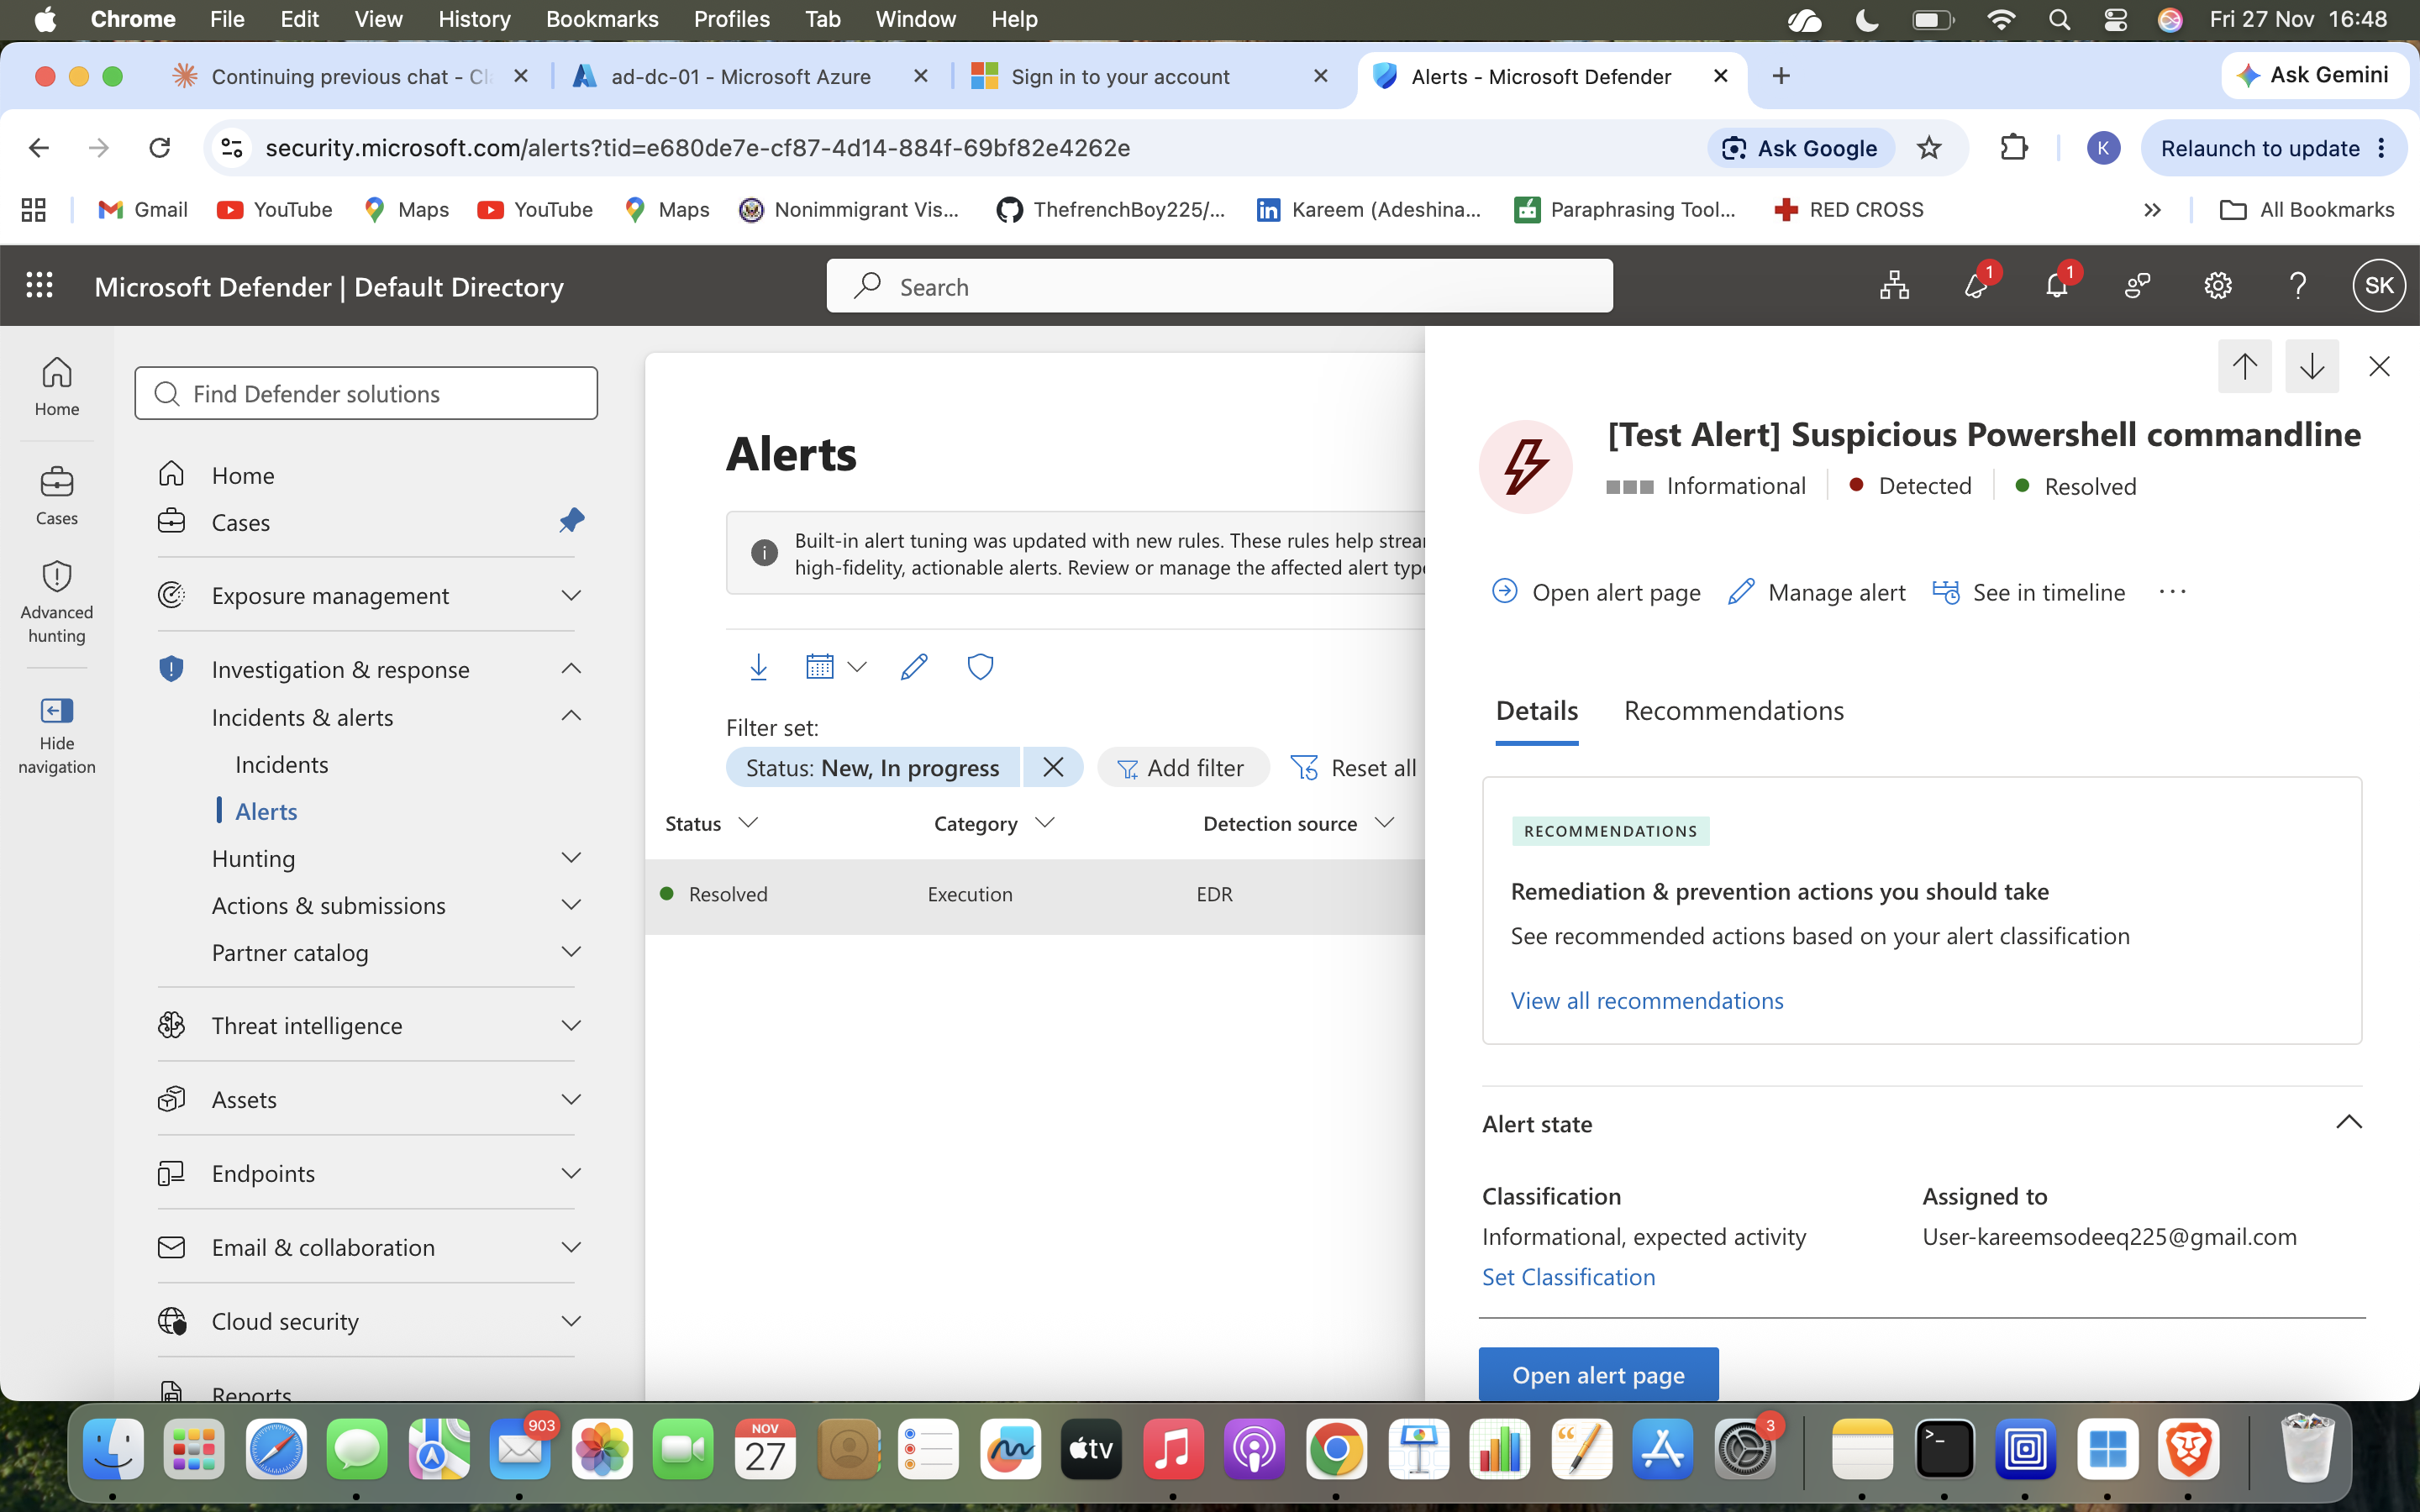 Chrome File Edit View History Bookmarks Profiles Tab Window Help Fri 27 Nov 16:48
Continuing previous chat - Cl ad-dc-01 - Microsoft Azure Sign in to your account Alerts - Microsoft Defender Ask Gemini
security.microsoft.com/alerts?tid=e680de7e-cf87-4d14-884f-69bf82e4262e Ask Google K Relaunch to update
Gmail YouTube Maps YouTube Maps Nonimmigrant Vis... ThefrenchBoy225/... Kareem (Adeshina... Paraphrasing Tool... RED CROSS All Bookmarks
Microsoft Defender | Default Directory Search 1 1 SK
Home
Cases
Advanced
hunting
Hide
navigation
Find Defender solutions
Home
Cases
Exposure management
Investigation & response
Incidents & alerts
Incidents
Alerts
Hunting
Actions & submissions
Partner catalog
Threat intelligence
Assets
Endpoints
Email & collaboration
Cloud security
Reports
Alerts
Built-in alert tuning was updated with new rules. These rules help strea
high-fidelity, actionable alerts. Review or manage the affected alert type
Filter set:
Status: New, In progress Add filter Reset all
Status Category Detection source
Resolved Execution EDR
[Test Alert] Suspicious Powershell commandline
Informational Detected Resolved
Open alert page Manage alert See in timeline
Details Recommendations
RECOMMENDATIONS
Remediation & prevention actions you should take
See recommended actions based on your alert classification
View all recommendations
Alert state
Classification Assigned to
Informational, expected activity User-kareemsodeeq225@gmail.com
Set Classification
Open alert page
903 NOV 27 tv 3